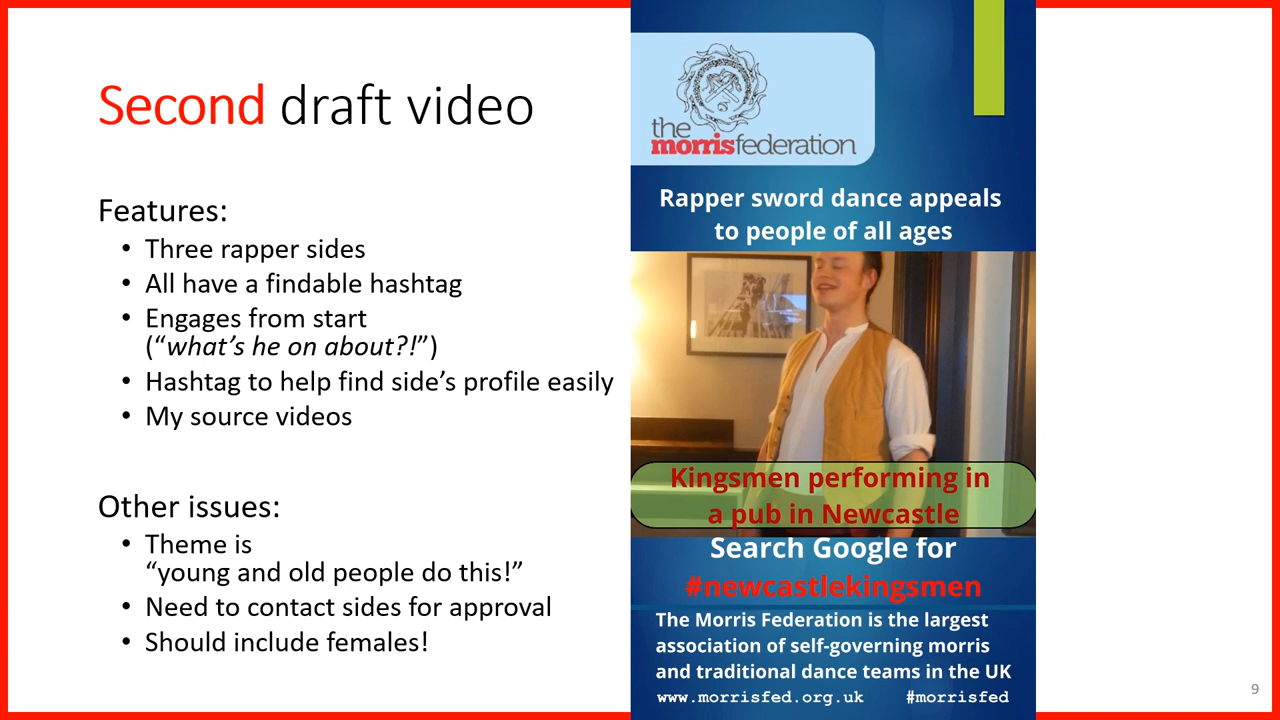 Second draft video
Features:
• Three rapper sides
• All have a findable hashtag
• Engages from start
(“what’s he on about?!”)
• Hashtag to help find side’s profile easily
• My source videos
Other issues:
• Theme is
“young and old people do this!”
• Need to contact sides for approval
• Should include females!
the
morrisfederation
Rapper sword dance appeals
to people of all ages
Kingsmen performing in
a pub in Newcastle
Search Google for
#newcastlekingsmen
The Morris Federation is the largest
association of self-governing morris
and traditional dance teams in the UK
www.morrisfed.org.uk #morrisfed
9